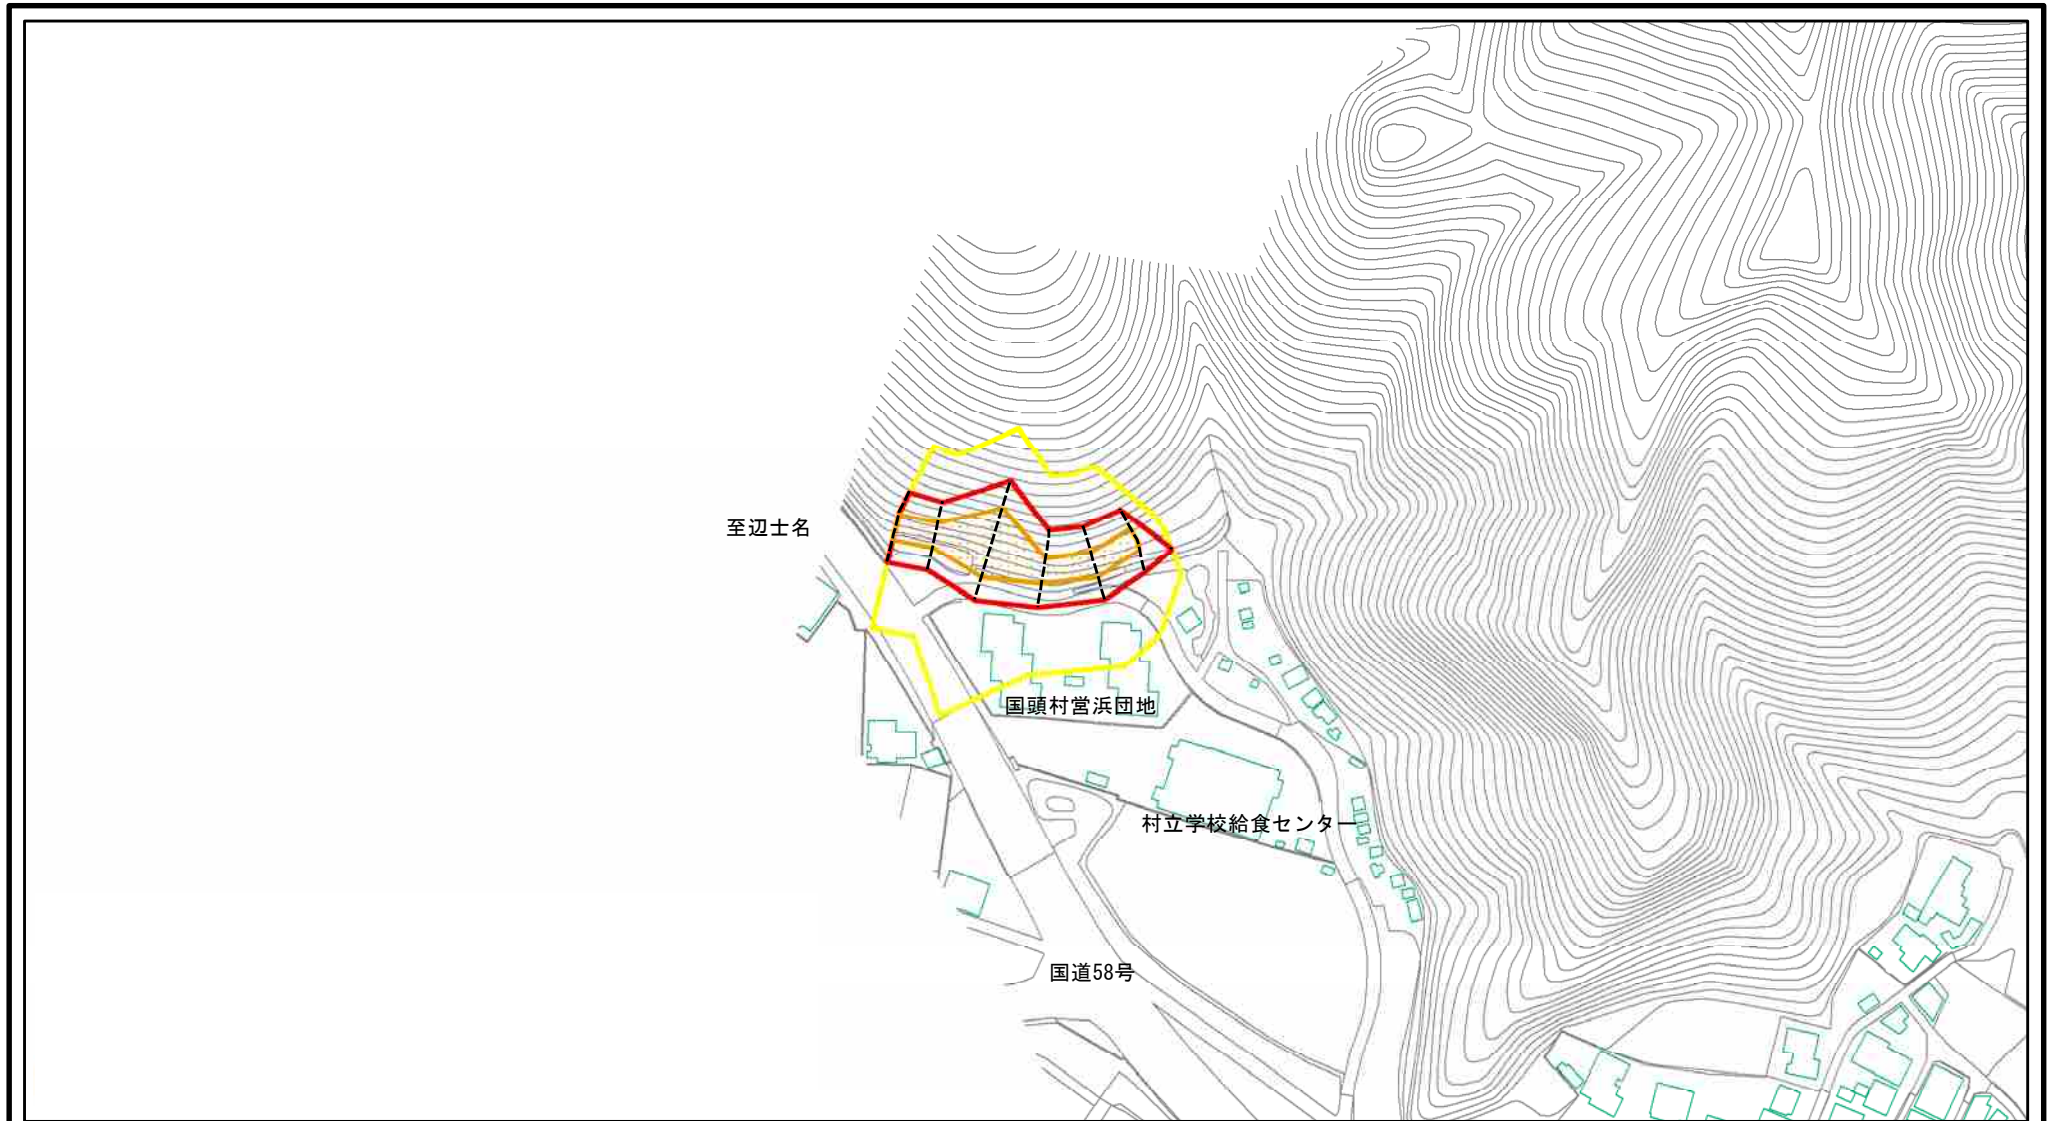 至辺士名
国頭村営浜団地
村立学校給食センター
国道58号